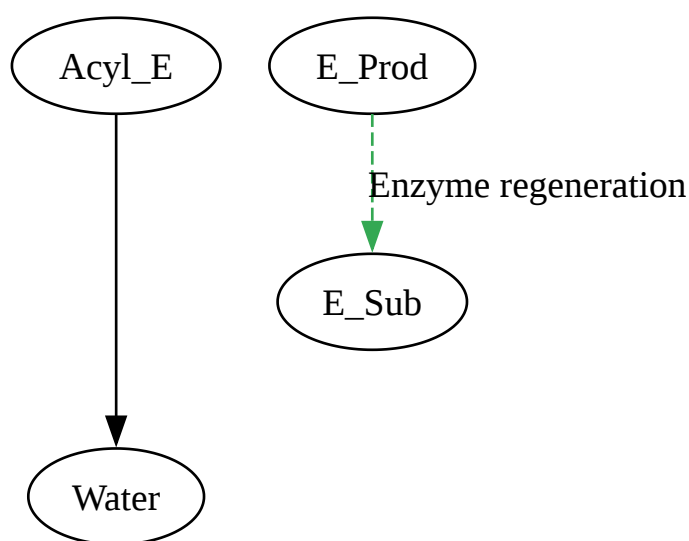 Acyl_E
E_Prod
Enzyme regeneration
E_Sub
Water